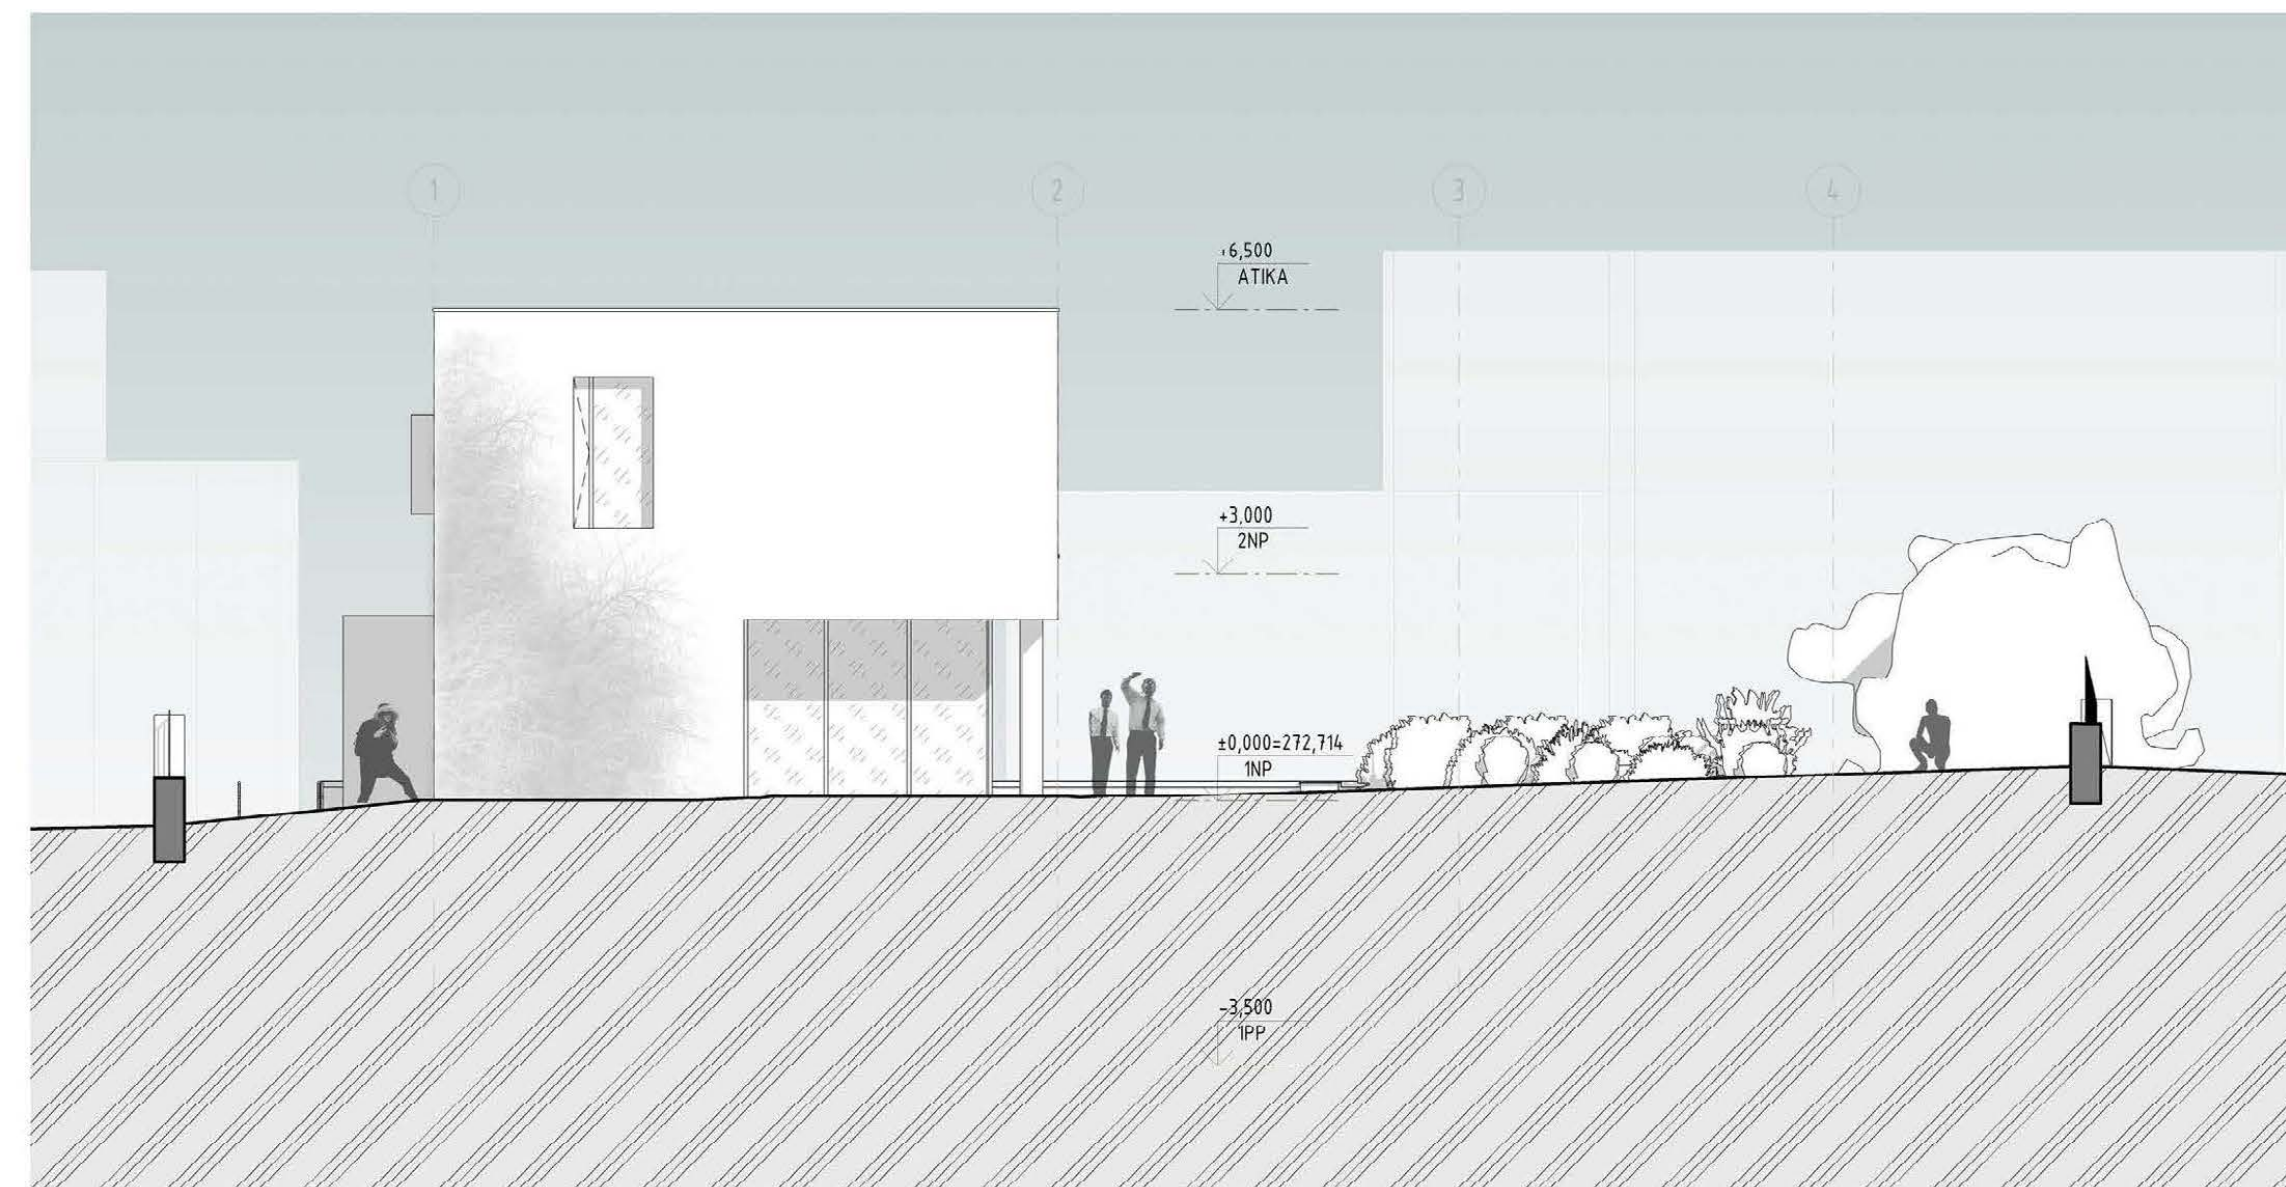 1
2
3
4
+6,500
ATIKA
+3,000
2NP
±0,000=272,714
1NP
-3,500
1PP